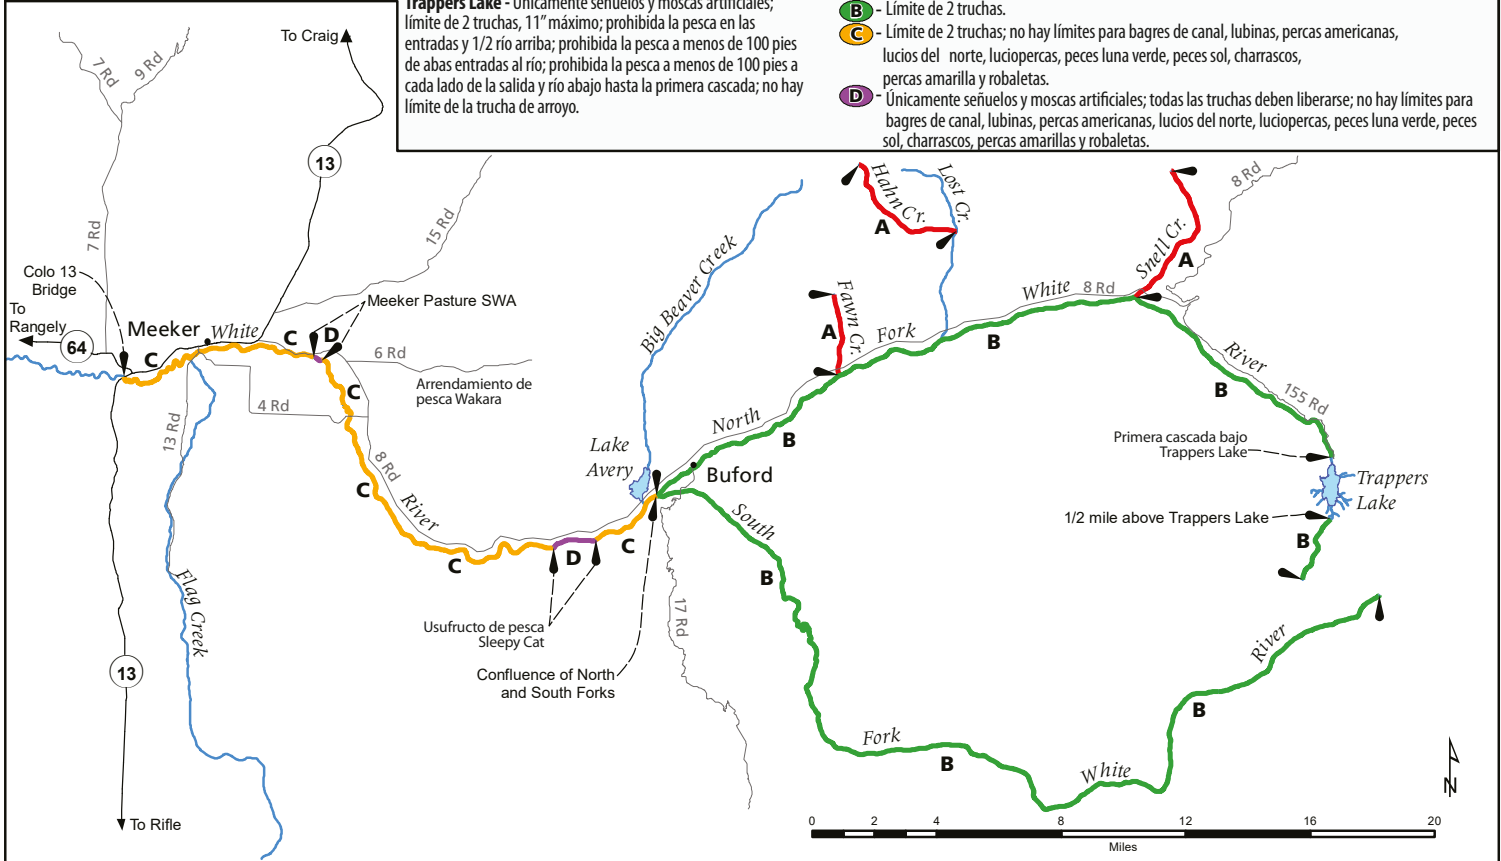 Trappers Lake - Únicamente señuelos y moscas artificiales;
límite de 2 truchas, 11” máximo; prohibida la pesca en las
entradas y 1/2 río arriba; prohibida la pesca a menos de 100 pies
de abas entradas al río; prohibida la pesca a menos de 100 pies a
cada lado de la salida y río abajo hasta la primera cascada; no hay
límite de la trucha de arroyo.
B - Límite de 2 truchas.
C - Límite de 2 truchas; no hay límites para bagres de canal, lubinas, percas americanas,
lucios del norte, luciopercas, peces luna verde, peces sol, charrascos,
percas amarilla y robaletas.
D - Únicamente señuelos y moscas artificiales; todas las truchas deben liberarse; no hay límites para
bagres de canal, lubinas, percas americanas, lucios del norte, luciopercas, peces luna verde, peces
sol, charrascos, percas amarillas y robaletas.
To Craig
7 Rd
9 Rd
13
15 Rd
7 Rd
Colo 13
Bridge
To
Rangely
64
Meeker
White
C
C
D
Meeker Pasture SWA
6 Rd
Arrendamiento de
pesca Wakara
C
4 Rd
13 Rd
8 Rd
C
River
C
D
C
Flag Creek
13
To Rifle
Usufructo de pesca
Sleepy Cat
Confluence of North
and South Forks
17 Rd
Lake
Avery
Big Beaver Creek
Buford
North
B
Fork
White
8 Rd
B
Hahn Cr.
A
Lost Cr.
Fawn Cr.
A
Snell Cr.
A
8 Rd
River
B
155 Rd
Primera cascada bajo
Trappers Lake
Trappers
Lake
1/2 mile above Trappers Lake
B
South
B
Fork
B
White
B
River
N
0
2
4
8
12
16
20
Miles